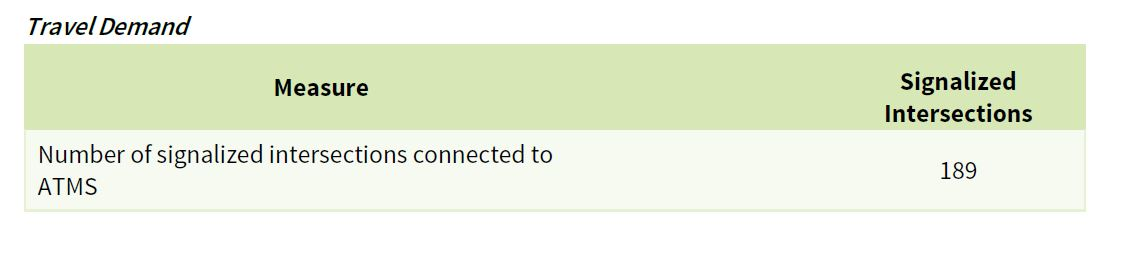 Travel Demand
Measure
Signalized
Intersections
Number of signalized intersections connected to
ATMS
189